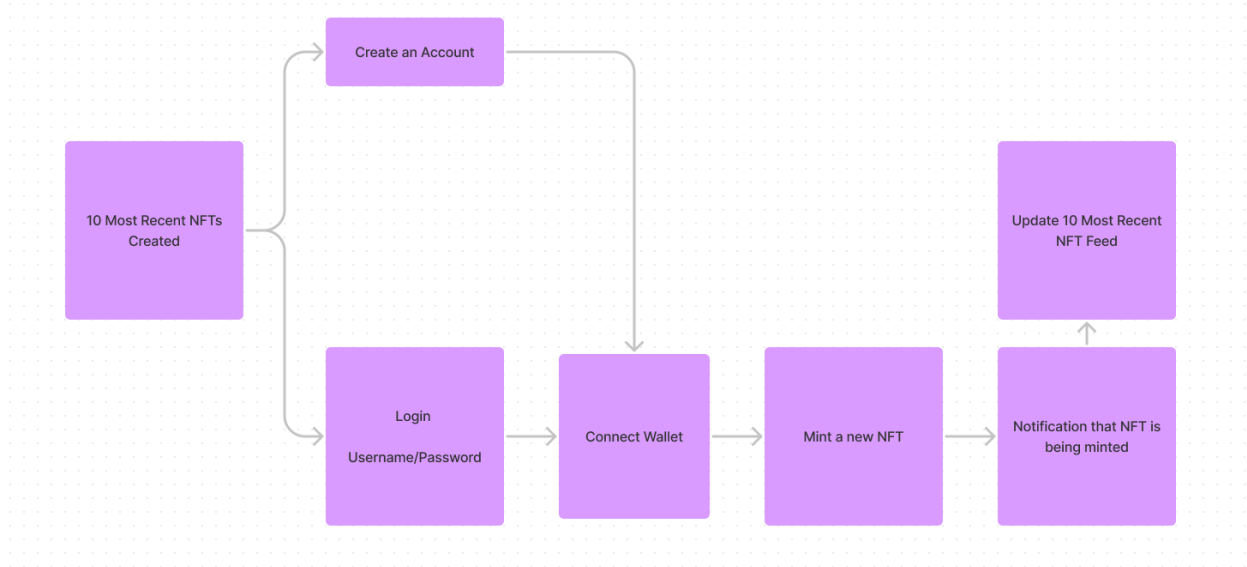 Create an Account
10 Most Recent NFTs
Created
Update 10 Most Recent
NFT Feed
Login
Username/Password
Connect Wallet
Mint a new NFT
Notification that NFT is
being minted